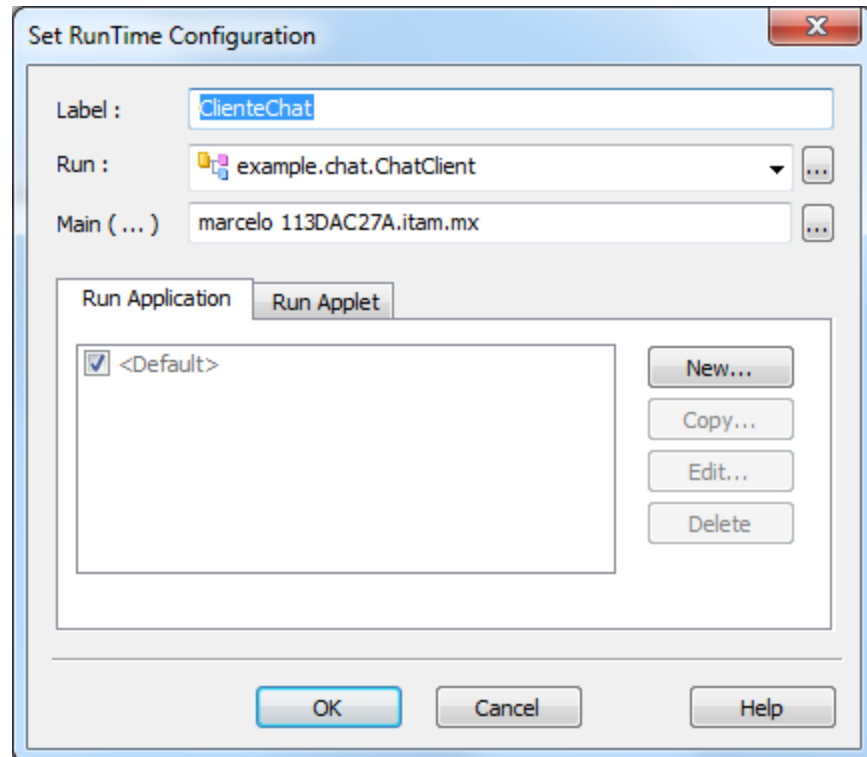 Set RunTime Configuration
Label :
ClienteChat
Run :
example.chat.ChatClient
...
Main ( ... )
marcelo 113DAC27A.itam.mx
...
Run Application
Run Applet
<Default>
New...
Copy...
Edit...
Delete
OK
Cancel
Help